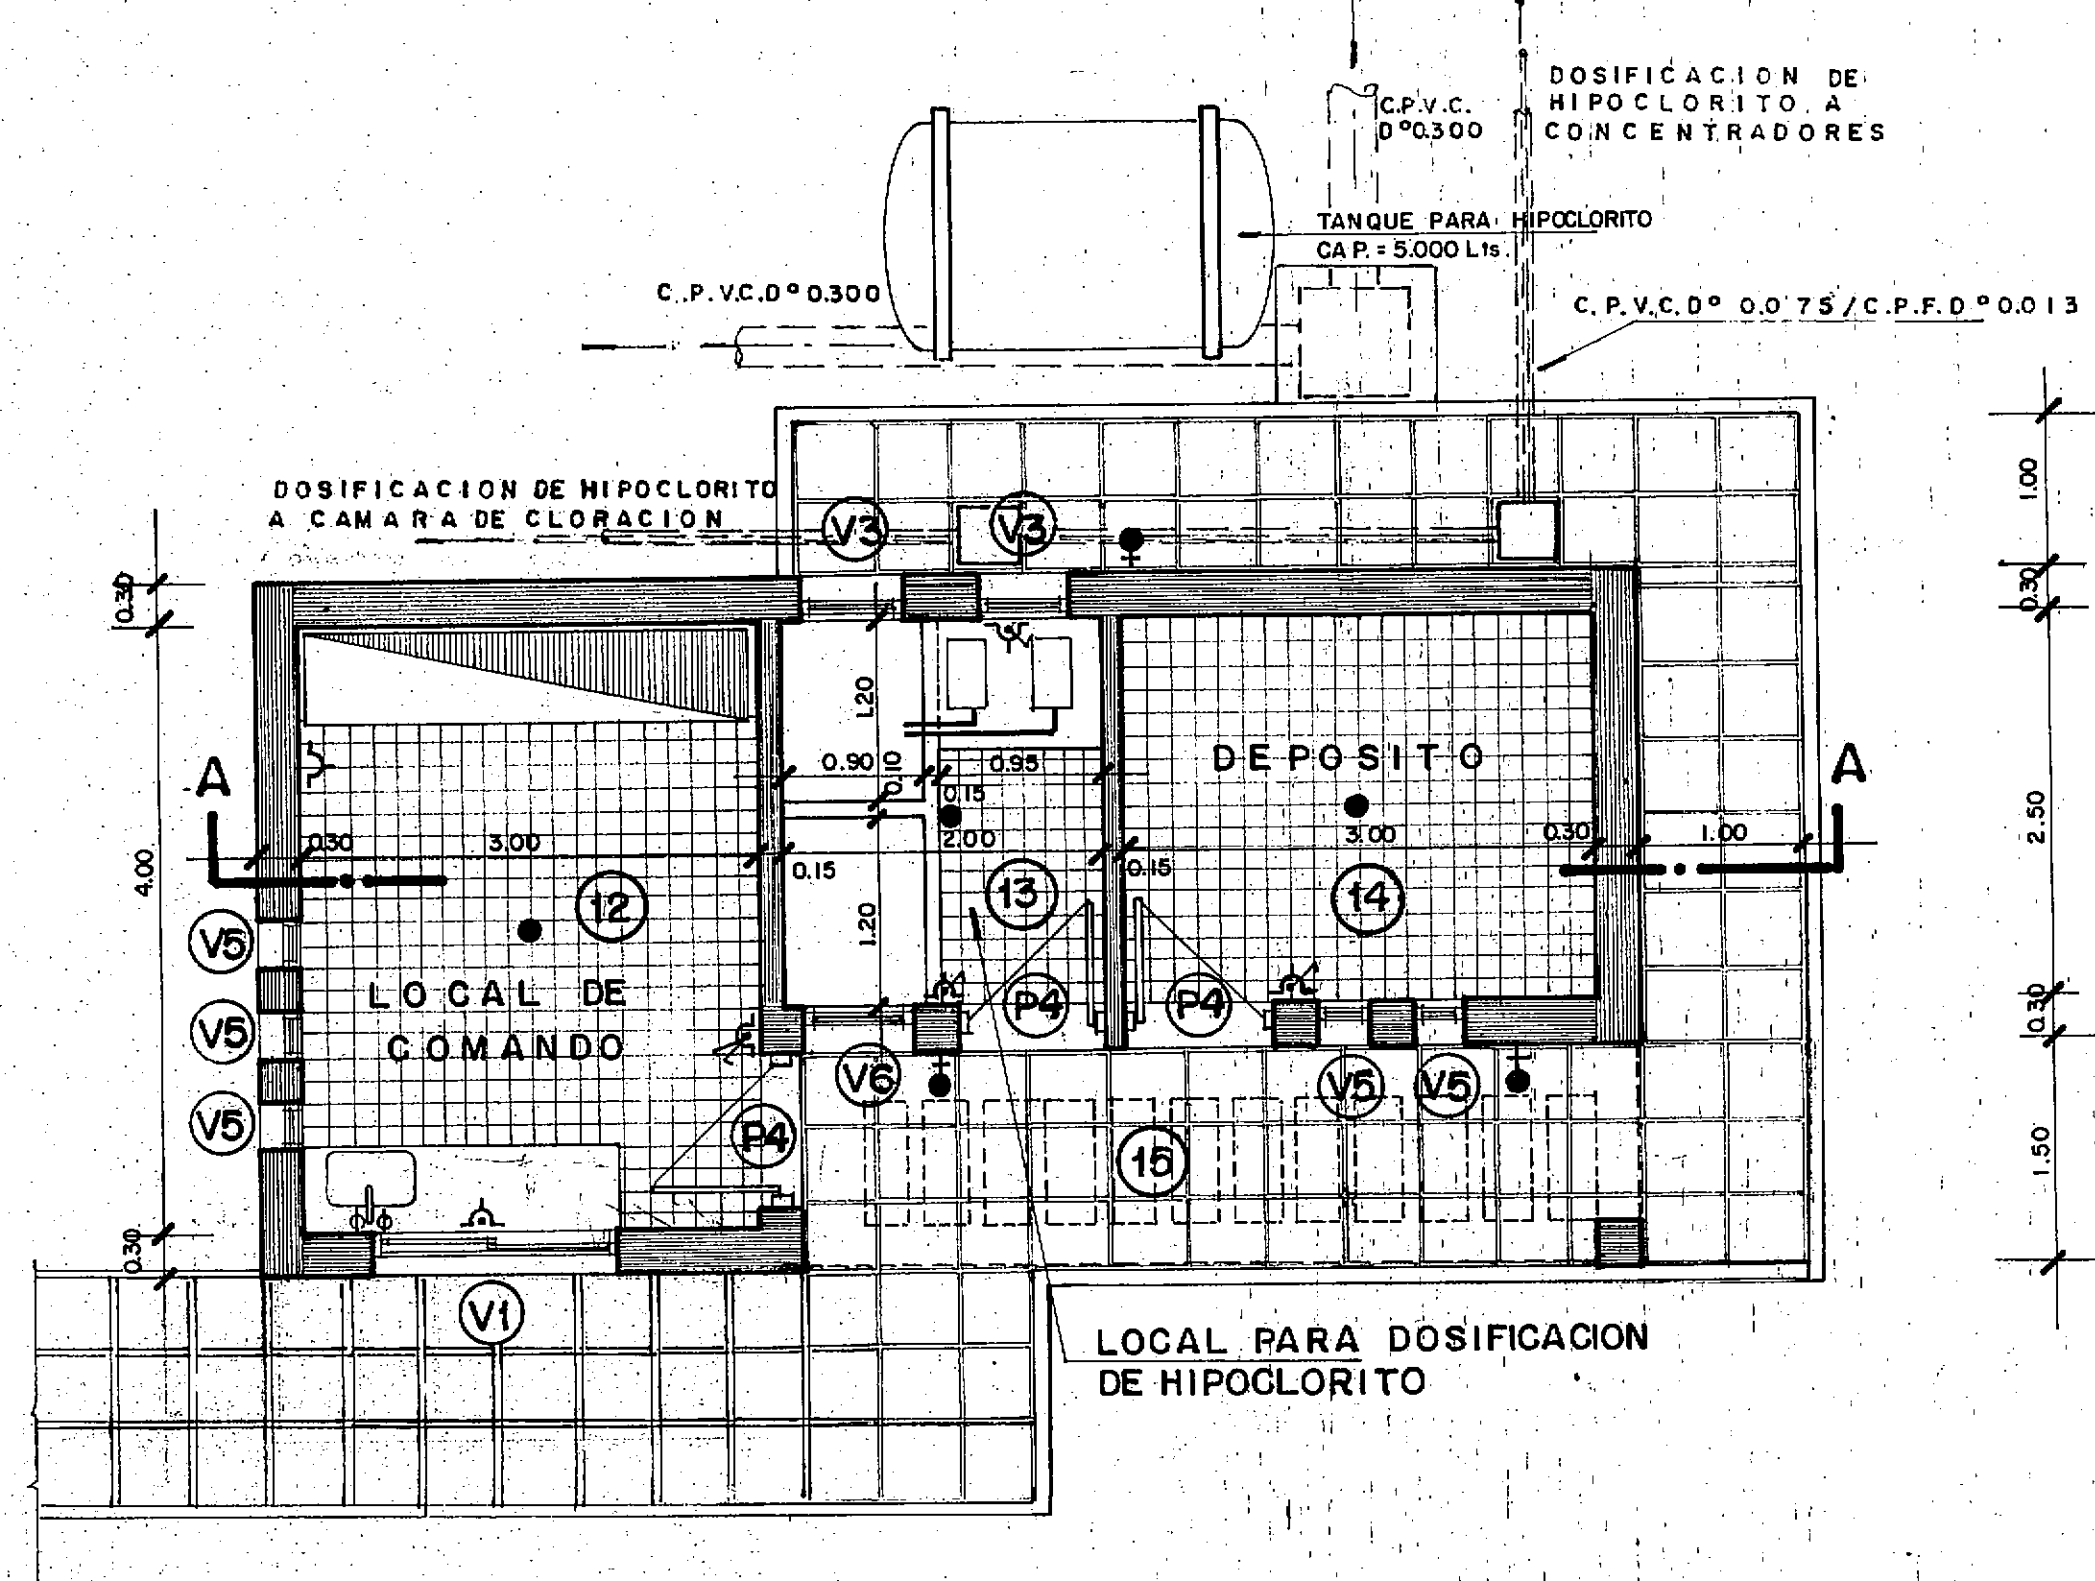 DOSIFICACION DE
HIPOCLORITO A
CONCENTRADORES
C.P.V.C.
Dº0.300
TANQUE PARA HIPOCLORITO
CAP. = 5.000 Lts.
C.P.V.C.Dº0.300
C.P.V.C.Dº 0.075/C.P.F.Dº0.013
DOSIFICACION DE HIPOCLORITO
A CAMARA DE CLORACION
V3
V3
1.00
0.30
0.30
1.20
0.90
0.10
0.95
0.15
DEPOSITO
A
A
0.30
3.00
0.15
2.00
0.15
3.00
0.30
1.00
2.50
4.00
12
13
14
1.20
V5
V5
V5
LOCAL DE
COMANDO
P4
P4
P4
0.30
V6
V5
V5
15
1.50
0.30
V1
LOCAL PARA DOSIFICACION
DE HIPOCLORITO